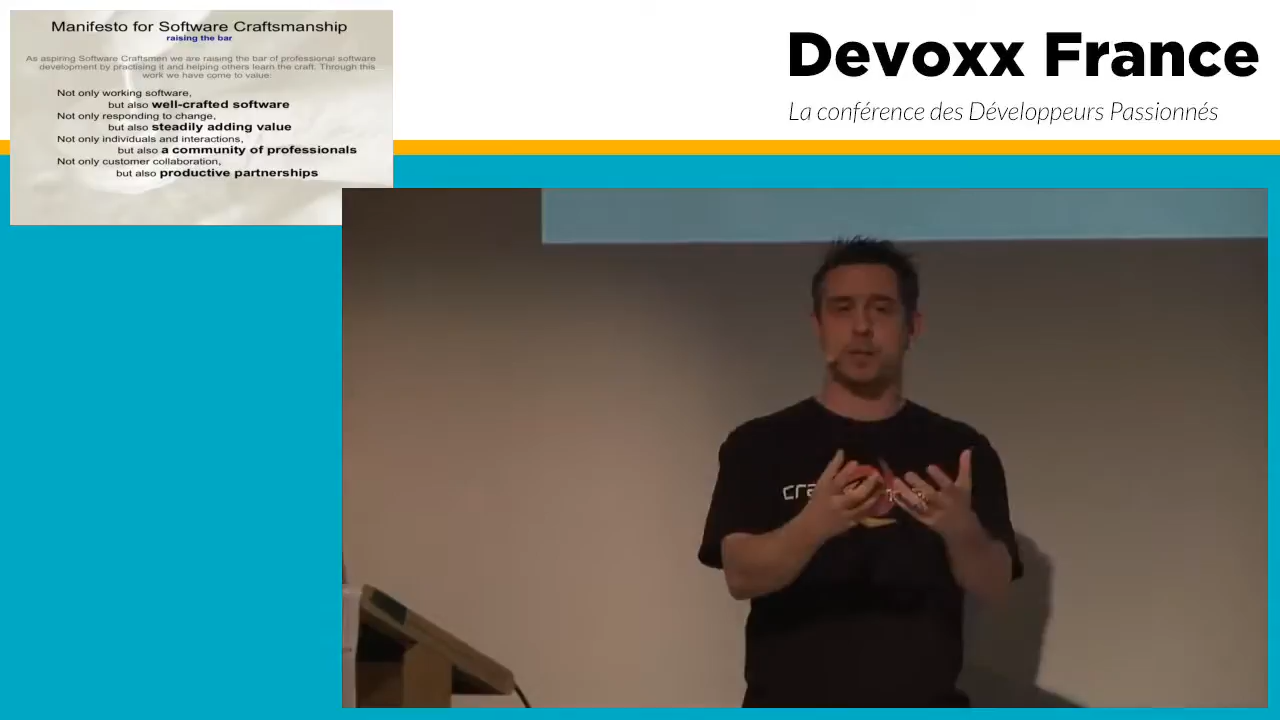 Manifesto for Software Craftsmanship
raising the bar
As aspiring Software Craftsmen we are raising the bar of professional software
development by practising it and helping others learn the craft. Through this
work we have come to value:
Not only working software,
but also well-crafted software
Not only responding to change,
but also steadily adding value
Not only individuals and interactions,
but also a community of professionals
Not only customer collaboration,
but also productive partnerships
Devoxx France
La conférence des Développeurs Passionnés